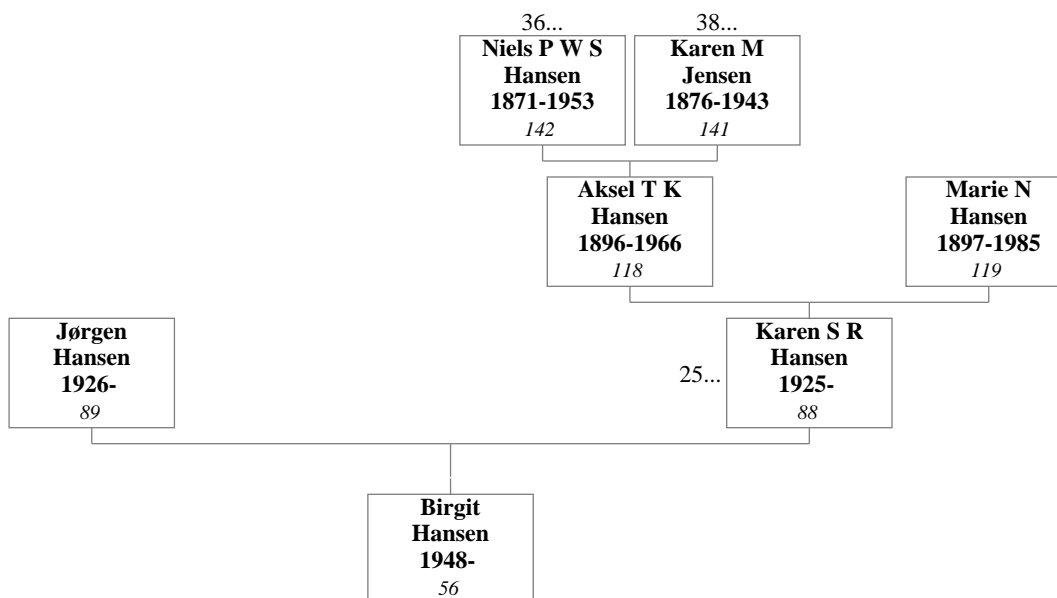 36...
Niels P W S
Hansen
1871-1953
142
38...
Karen M
Jensen
1876-1943
141
Aksel T K
Hansen
1896-1966
118
Marie N
Hansen
1897-1985
119
Jørgen
Hansen
1926-
89
25...
Karen S R
Hansen
1925-
88
Birgit
Hansen
1948-
56